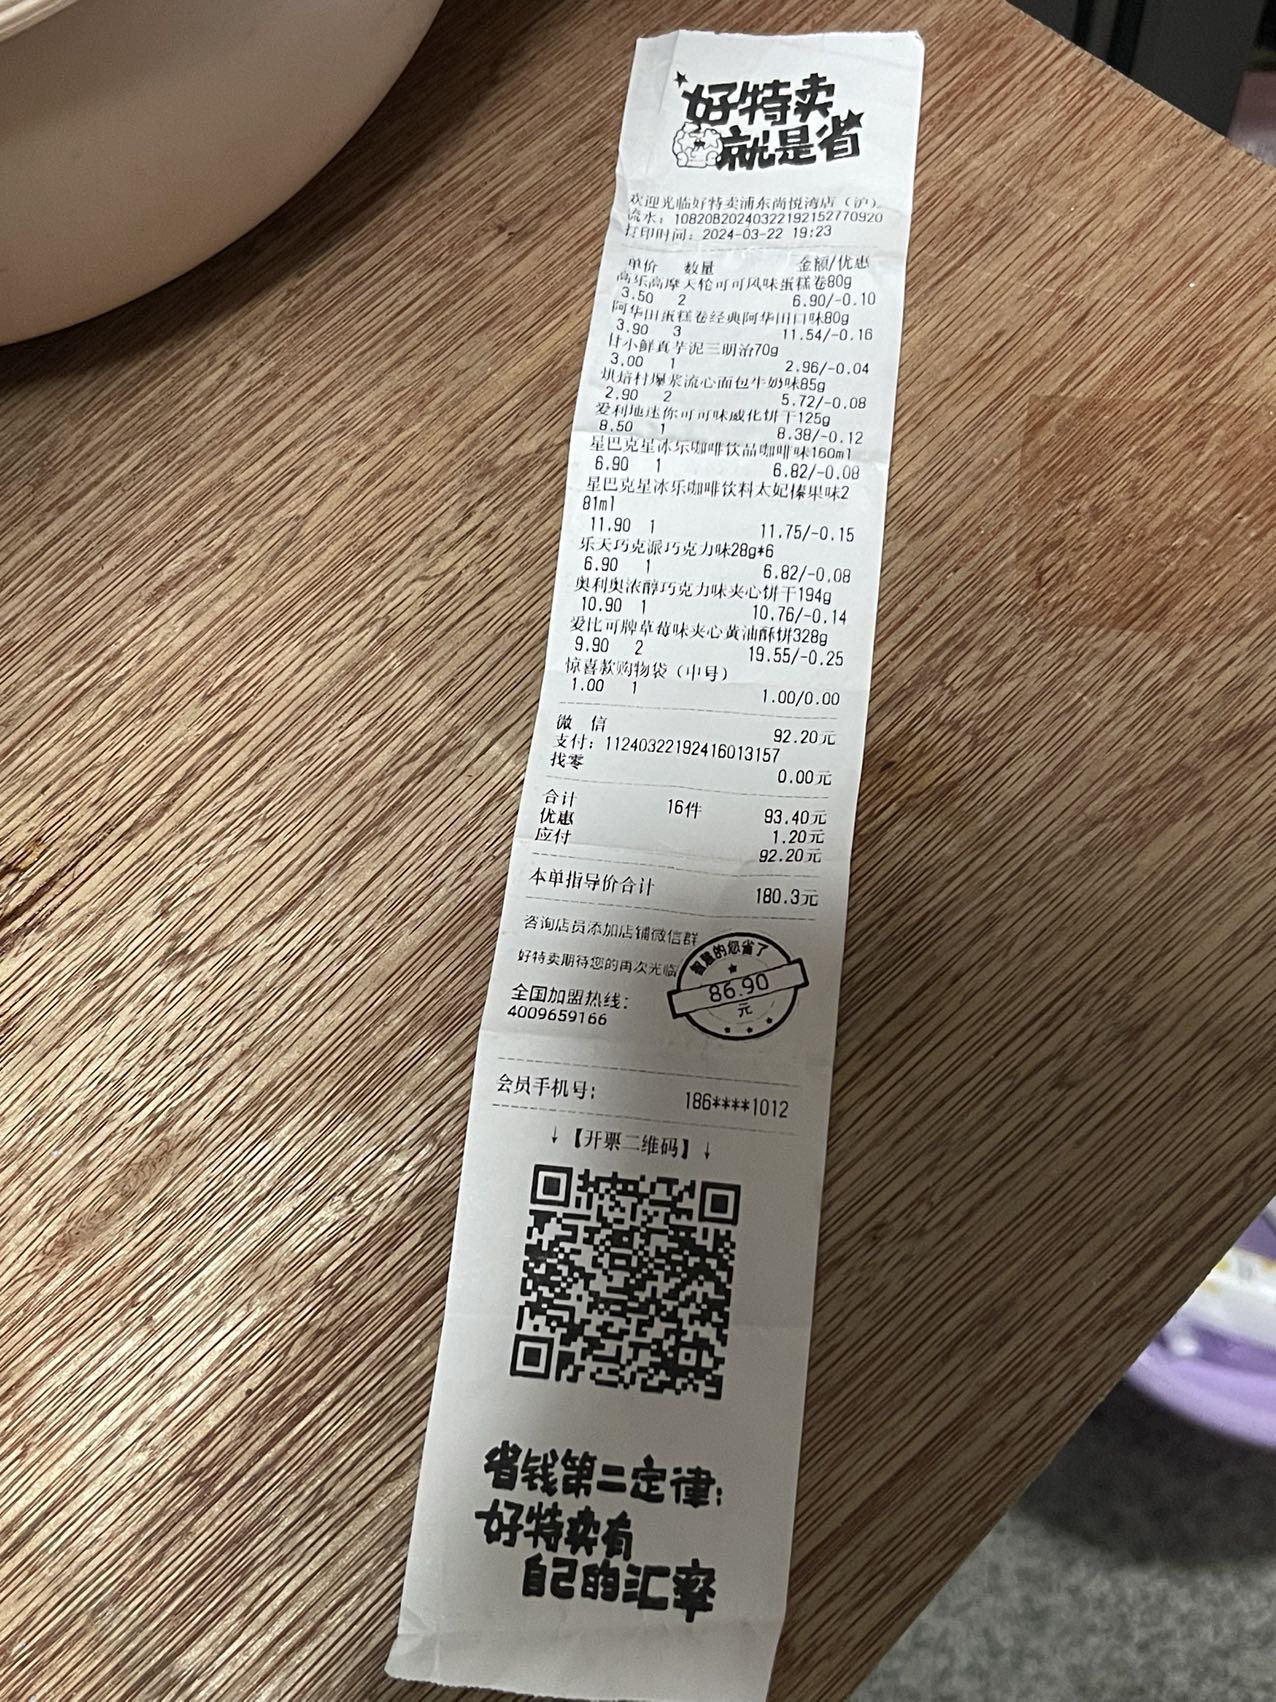 好特卖
就是省
欢迎光临好特卖浦东尚悦湾店（沪）。
流水：10820B20240322192152770920
打印时间：2024-03-22 19:23
单价 数量 金额/优惠
高乐高摩天轮可可风味蛋糕卷80g
3.50 2 6.90/-0.10
阿华田蛋糕卷经典阿华田口味80g
3.90 3 11.54/-0.16
甘小鲜真芋泥三明治70g
3.00 1 2.96/-0.04
烘焙村爆浆流心面包牛奶味85g
2.90 2 5.72/-0.08
爱利地迷你可可味威化饼干125g
8.50 1 8.38/-0.12
星巴克星冰乐咖啡饮品咖啡味160ml
6.90 1 6.82/-0.08
星巴克星冰乐咖啡饮料太妃榛果味2
81ml
11.90 1 11.75/-0.15
乐天巧克派巧克力味28g*6
6.90 1 6.82/-0.08
奥利奥浓醇巧克力味夹心饼干194g
10.90 1 10.76/-0.14
爱比可牌草莓味夹心黄油酥饼328g
9.90 2 19.55/-0.25
惊喜款购物袋（中号）
1.00 1 1.00/0.00
微 信 92.20元
支付：11240322192416013157
找零 0.00元
合计 16件 93.40元
优惠 1.20元
应付 92.20元
本单指导价合计 180.3元
咨询店员添加店铺微信群
好特卖期待您的再次光临
全国加盟热线：
4009659166
智慧的您省了
86.90
元
会员手机号： 186****1012
↓【开票二维码】↓
省钱第二定律：
好特卖有
自己的汇率